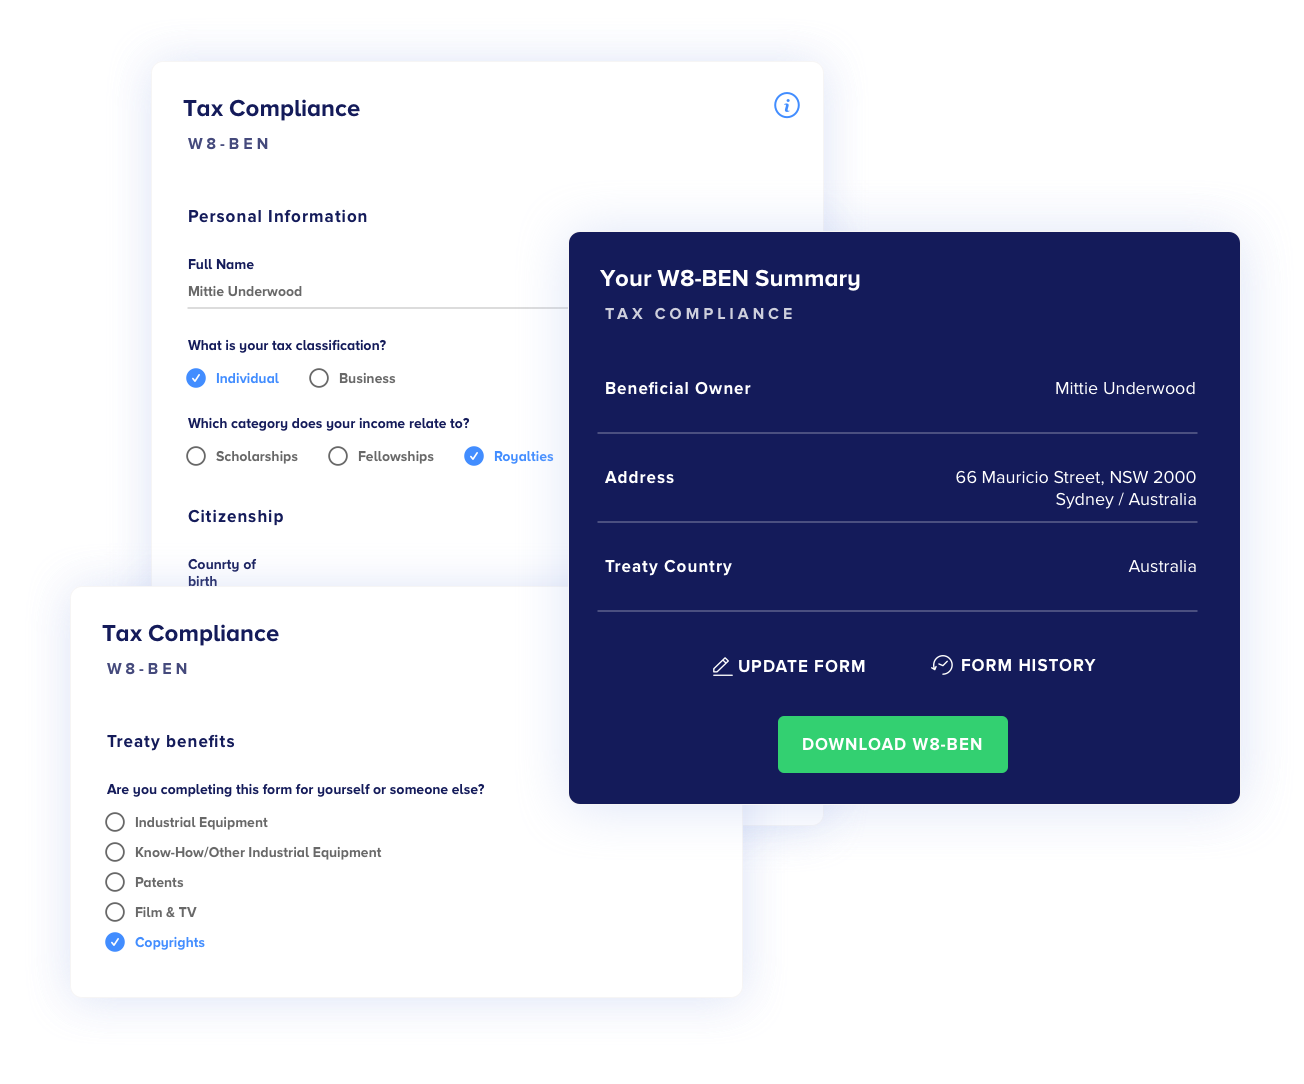 Tax Compliance
W8-BEN
Personal Information
Full Name
Mittie Underwood
What is your tax classification?
Individual Business
Which category does your income relate to?
Scholarships Fellowships Royalties
Citizenship
Counrty of
birth
Your W8-BEN Summary
TAX COMPLIANCE
Beneficial Owner Mittie Underwood
Address 66 Mauricio Street, NSW 2000
Sydney / Australia
Treaty Country Australia
UPDATE FORM FORM HISTORY
DOWNLOAD W8-BEN
Tax Compliance
W8-BEN
Treaty benefits
Are you completing this form for yourself or someone else?
Industrial Equipment
Know-How/Other Industrial Equipment
Patents
Film & TV
Copyrights